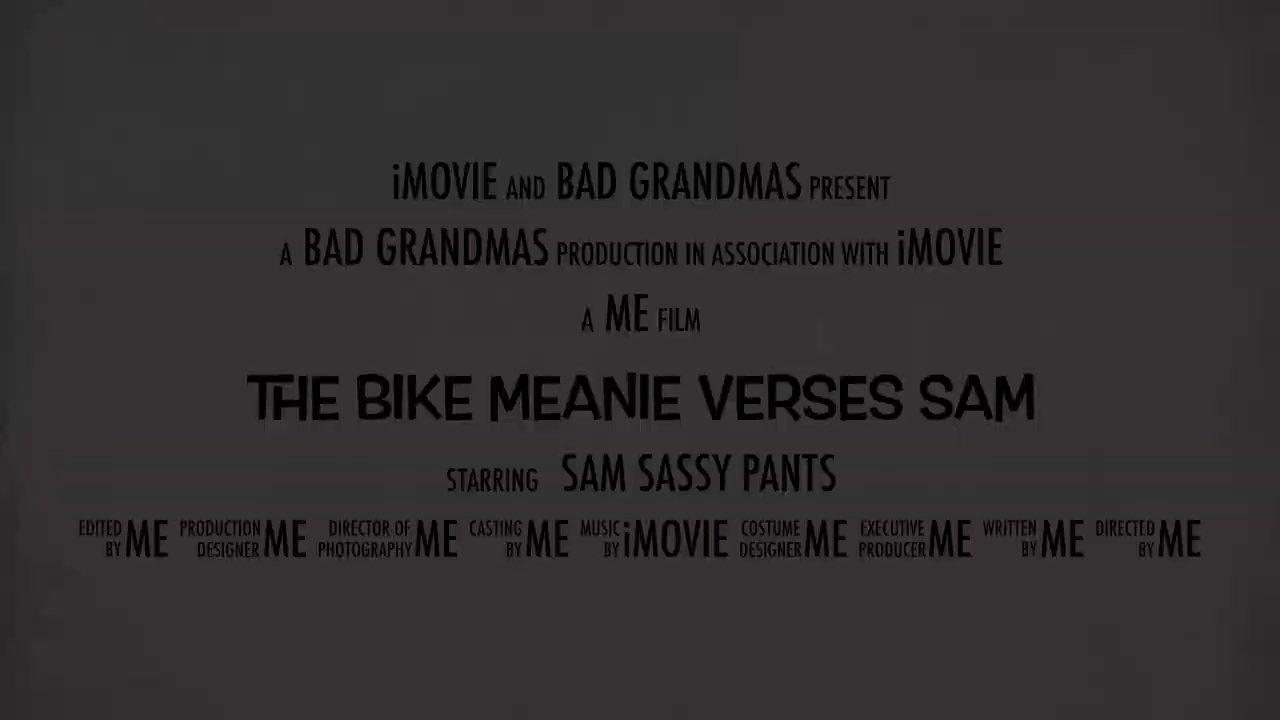 iMOVIE AND BAD GRANDMAS PRESENT
A BAD GRANDMAS PRODUCTION IN ASSOCIATION WITH iMOVIE
A ME FILM
THE BIKE MEANIE VERSES SAM
STARRING SAM SASSY PANTS
EDITED BY ME PRODUCTION DESIGNER ME DIRECTOR OF PHOTOGRAPHY ME CASTING BY ME MUSIC BY iMOVIE COSTUME DESIGNER ME EXECUTIVE PRODUCER ME WRITTEN BY ME DIRECTED BY ME